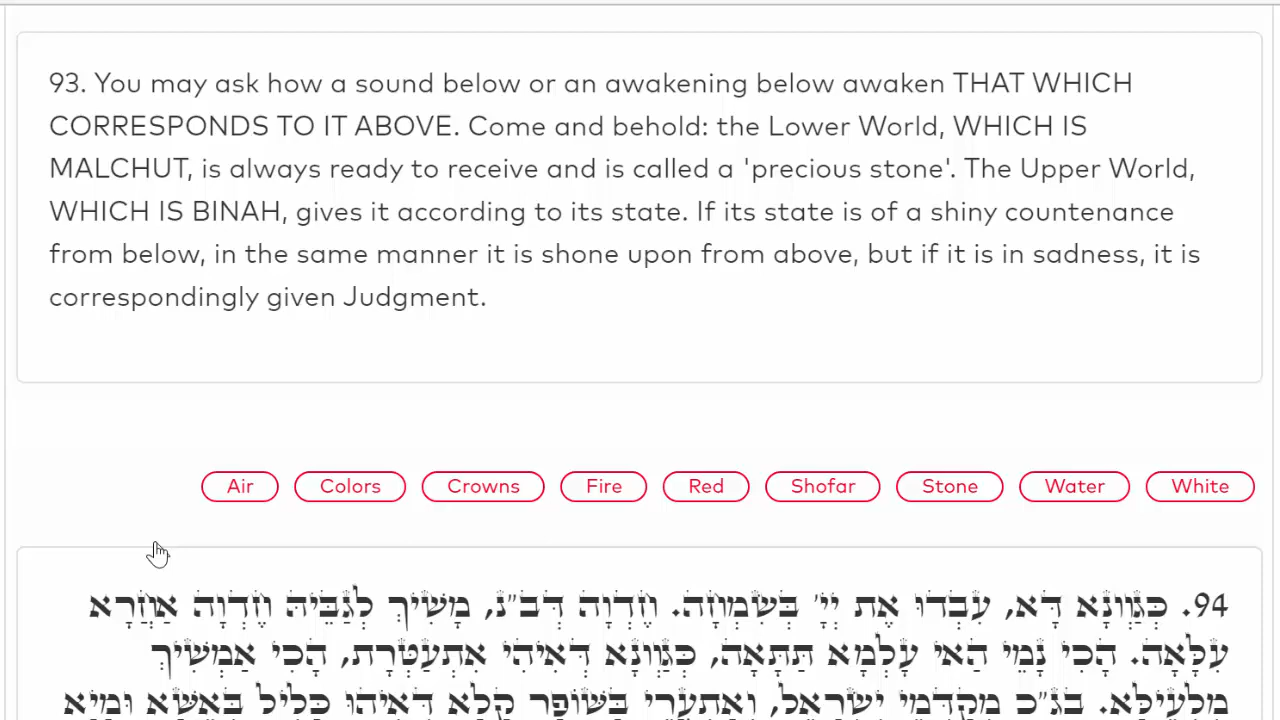 93. You may ask how a sound below or an awakening below awaken THAT WHICH
CORRESPONDS TO IT ABOVE. Come and behold: the Lower World, WHICH IS
MALCHUT, is always ready to receive and is called a 'precious stone'. The Upper World,
WHICH IS BINAH, gives it according to its state. If its state is of a shiny countenance
from below, in the same manner it is shone upon from above, but if it is in sadness, it is
correspondingly given Judgment.
Air Colors Crowns Fire Red Shofar Stone Water White
94. כְּגַוְונָא דָּא, עִבְדוּ אֶת יְיָ' בְּשִׂמְחָה. חֶדְוָה דְּב"נ, מָשִׁיךְ לְגַבֵּיהּ חֶדְוָה אַחֲרָא
עִלָּאָה. הָכִי נָמֵי הַאי עָלְמָא תַּתָּאָה, כְּגַוְונָא דְּאִיהִי אִתְעַטְּרַת, הָכִי אַמְשִׁיךְ
מִלְעֵילָּא. בג"כ מְקַדְּמֵי יִשְׂרָאֵל, וְאִתְעָרֵי בְּשׁוֹפָר קָלָא דְּאִיהוּ כָּלִיל בְּאֶשָּׁא וּמַיָּא